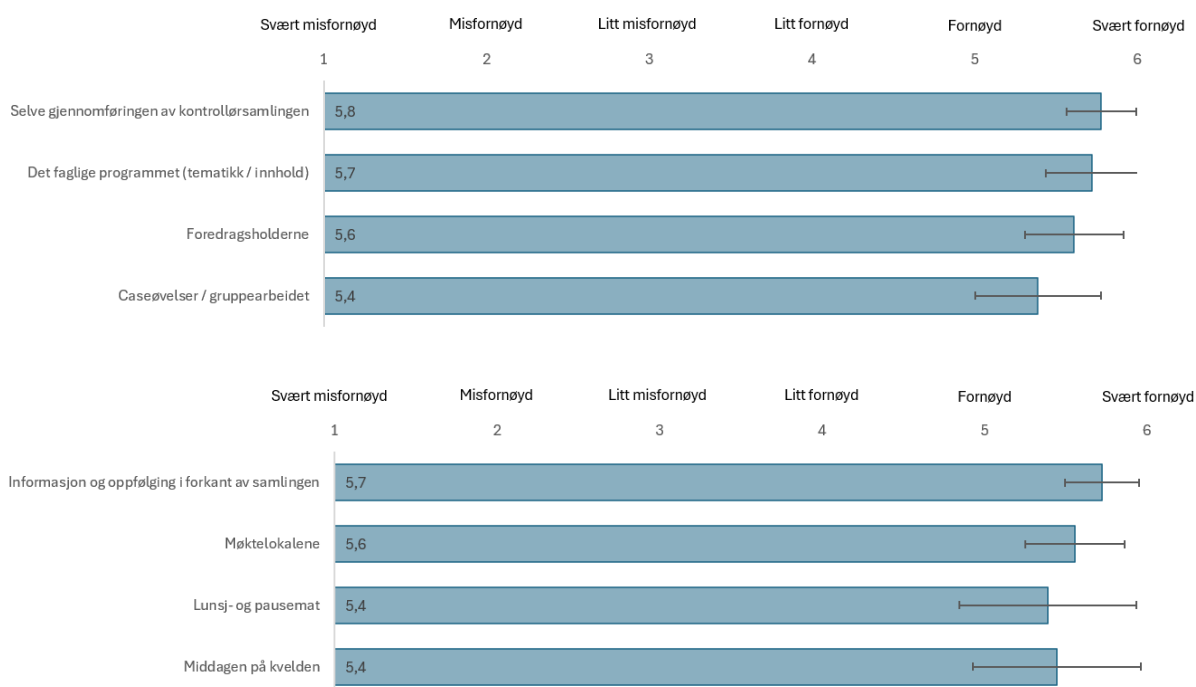 Svært misfornøyd Misfornøyd Litt misfornøyd Litt fornøyd Fornøyd Svært fornøyd
1 2 3 4 5 6
Selve gjennomføringen av kontrollørsamlingen 5,8
Det faglige programmet (tematikk / innhold) 5,7
Foredragsholderne 5,6
Caseøvelser / gruppearbeidet 5,4
Svært misfornøyd Misfornøyd Litt misfornøyd Litt fornøyd Fornøyd Svært fornøyd
1 2 3 4 5 6
Informasjon og oppfølging i forkant av samlingen 5,7
Møktelokalene 5,6
Lunsj- og pausemat 5,4
Middagen på kvelden 5,4